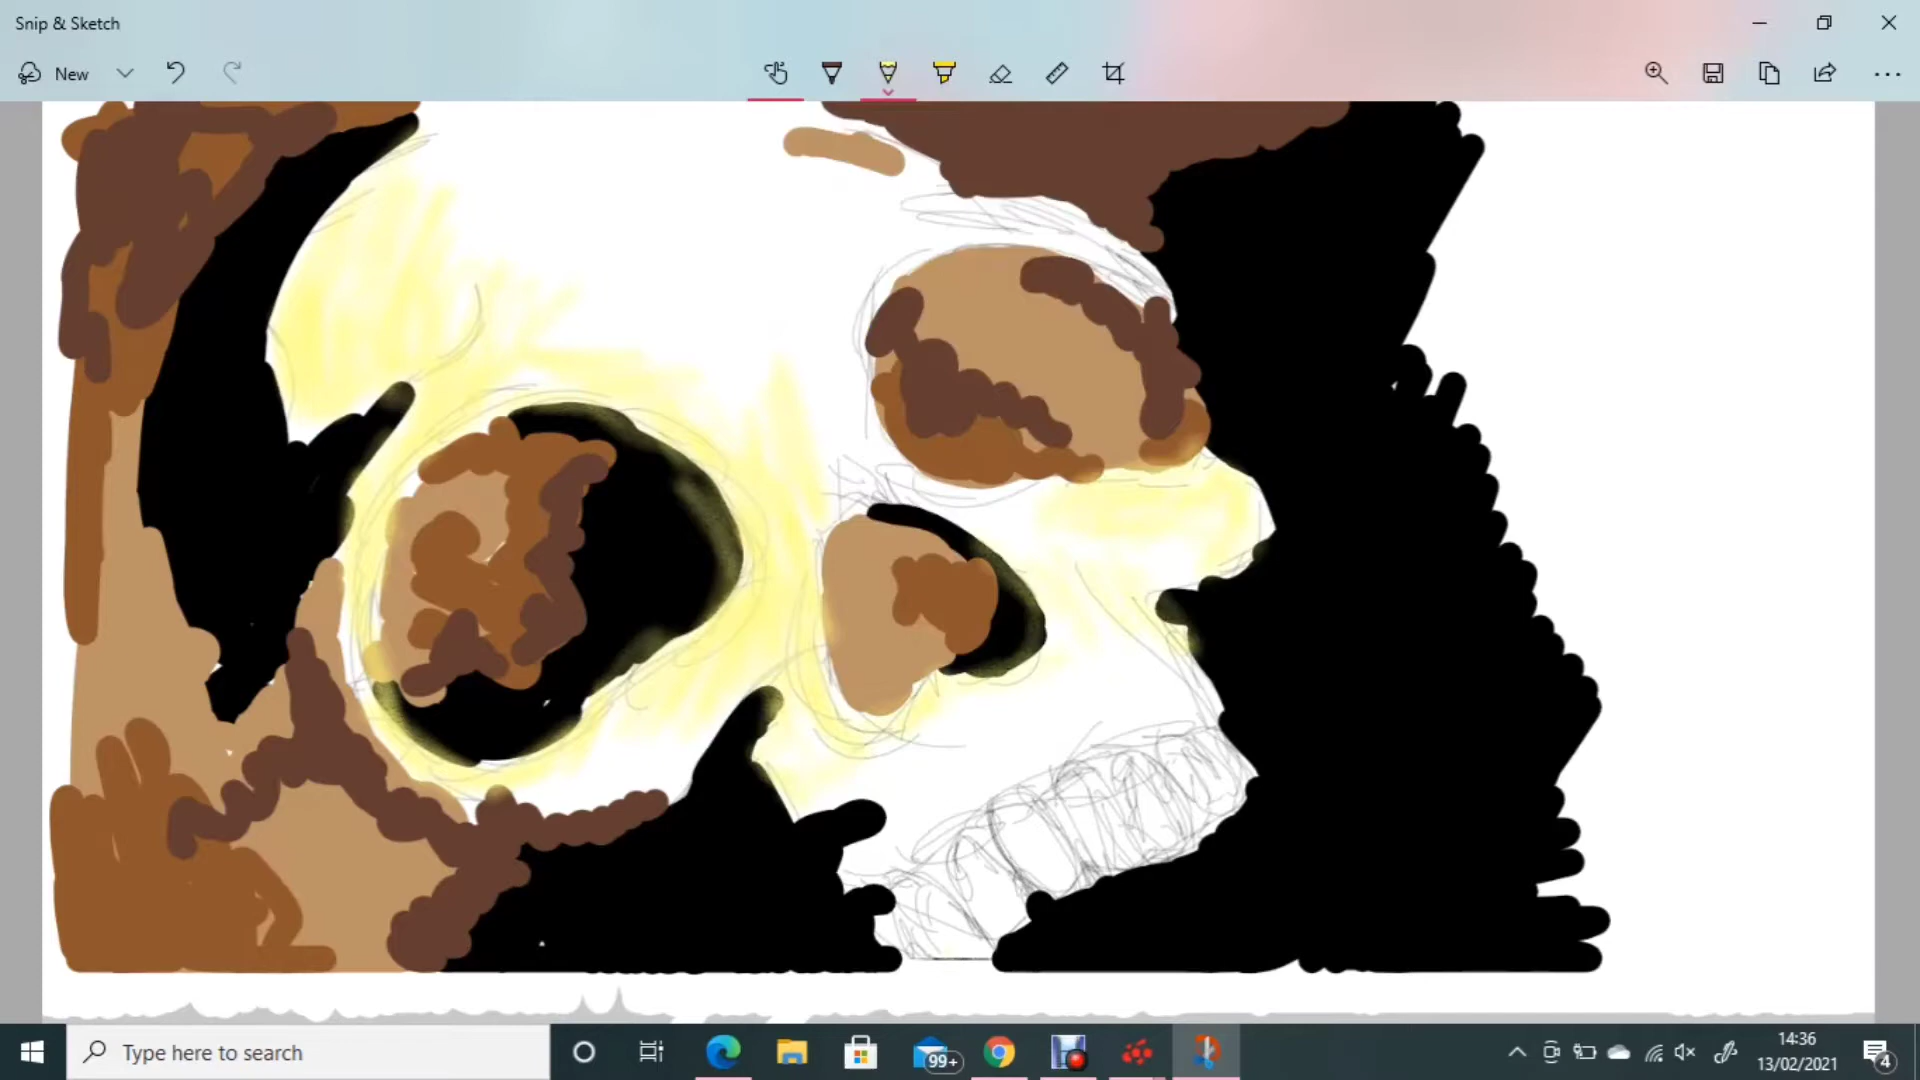 Snip & Sketch
New
Type here to search
99+
14:36
13/02/2021
4